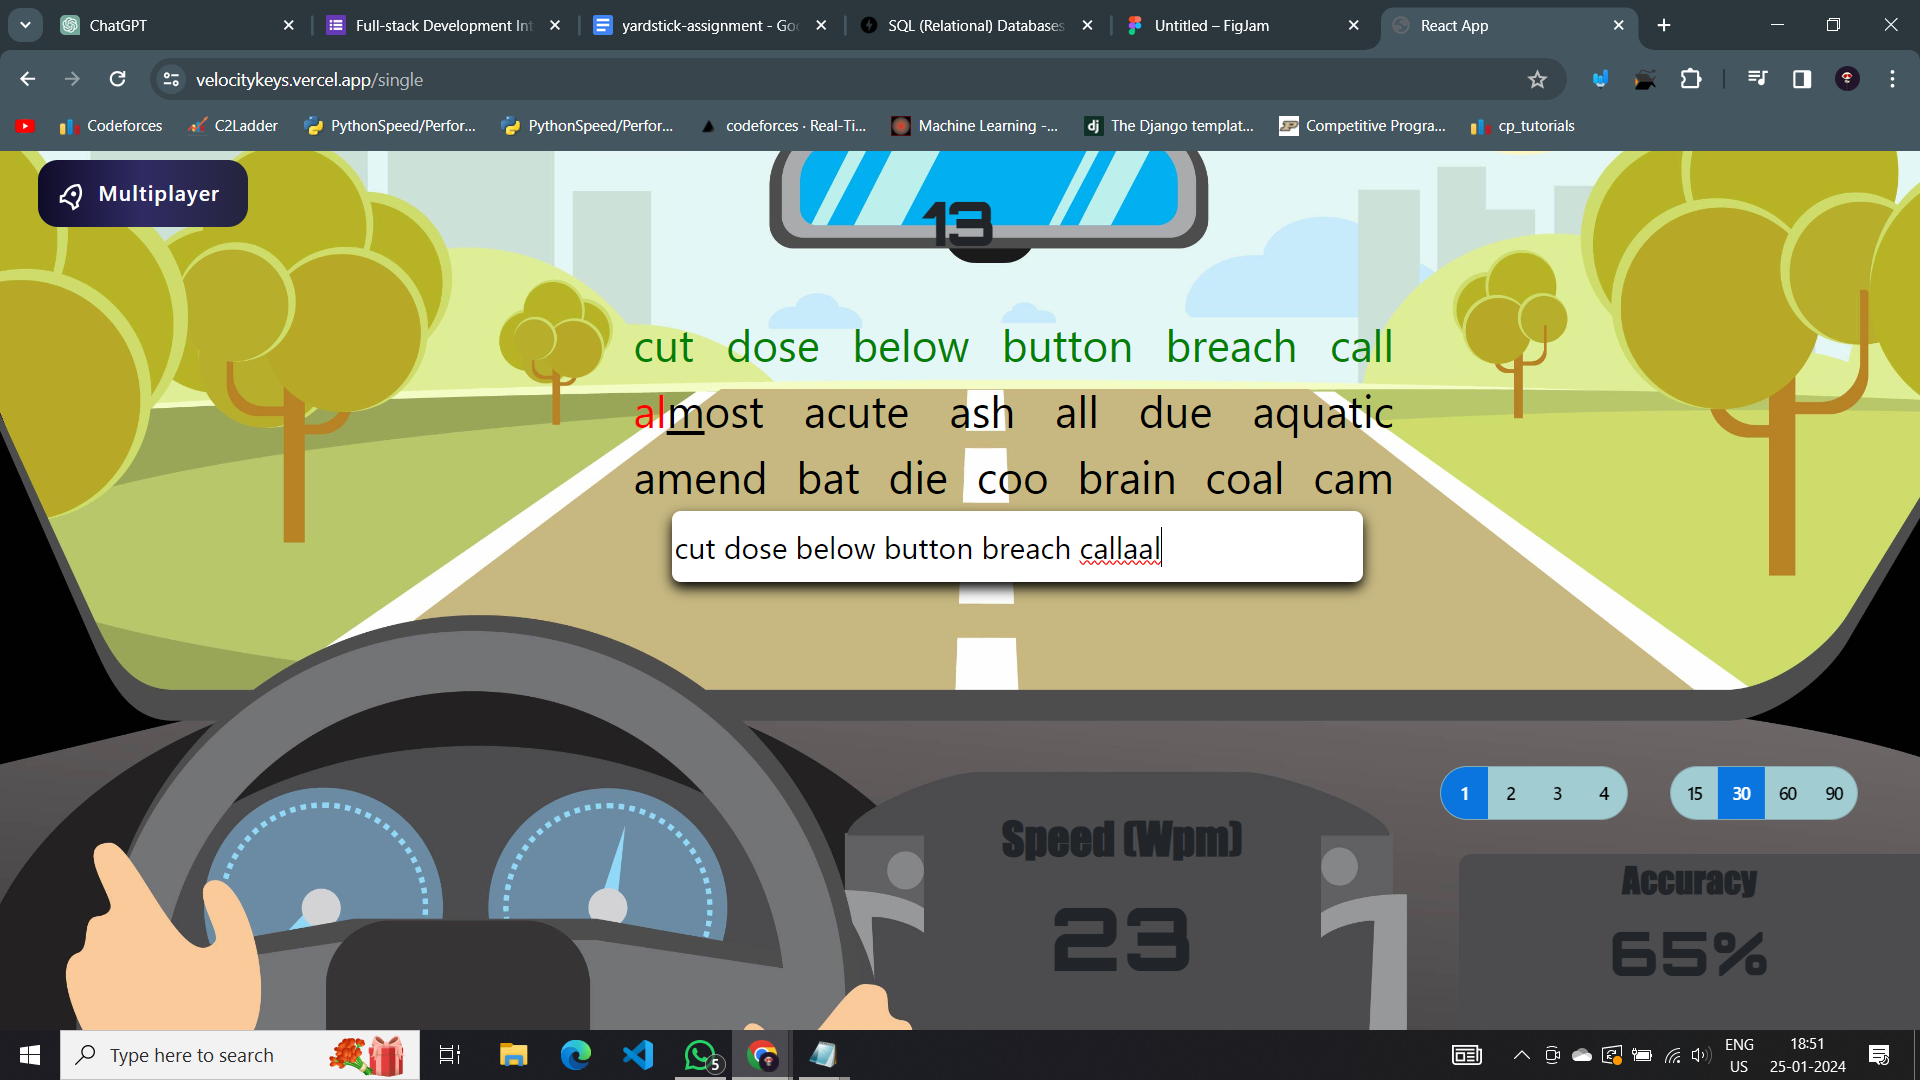 ChatGPT
Full-stack Development Int
yardstick-assignment - Goo
SQL (Relational) Databases
Untitled – FigJam
React App
velocitykeys.vercel.app/single
Codeforces
C2Ladder
PythonSpeed/Perfor...
PythonSpeed/Perfor...
codeforces · Real-Ti...
Machine Learning -...
dj
The Django templat...
Competitive Progra...
cp_tutorials
Multiplayer
13
cut dose below button breach call
almost acute ash all due aquatic
amend bat die coo brain coal cam
cut dose below button breach callaal
1 2 3 4
15 30 60 90
Speed (Wpm)
23
Accuracy
65%
Type here to search
5
ENG
US
18:51
25-01-2024